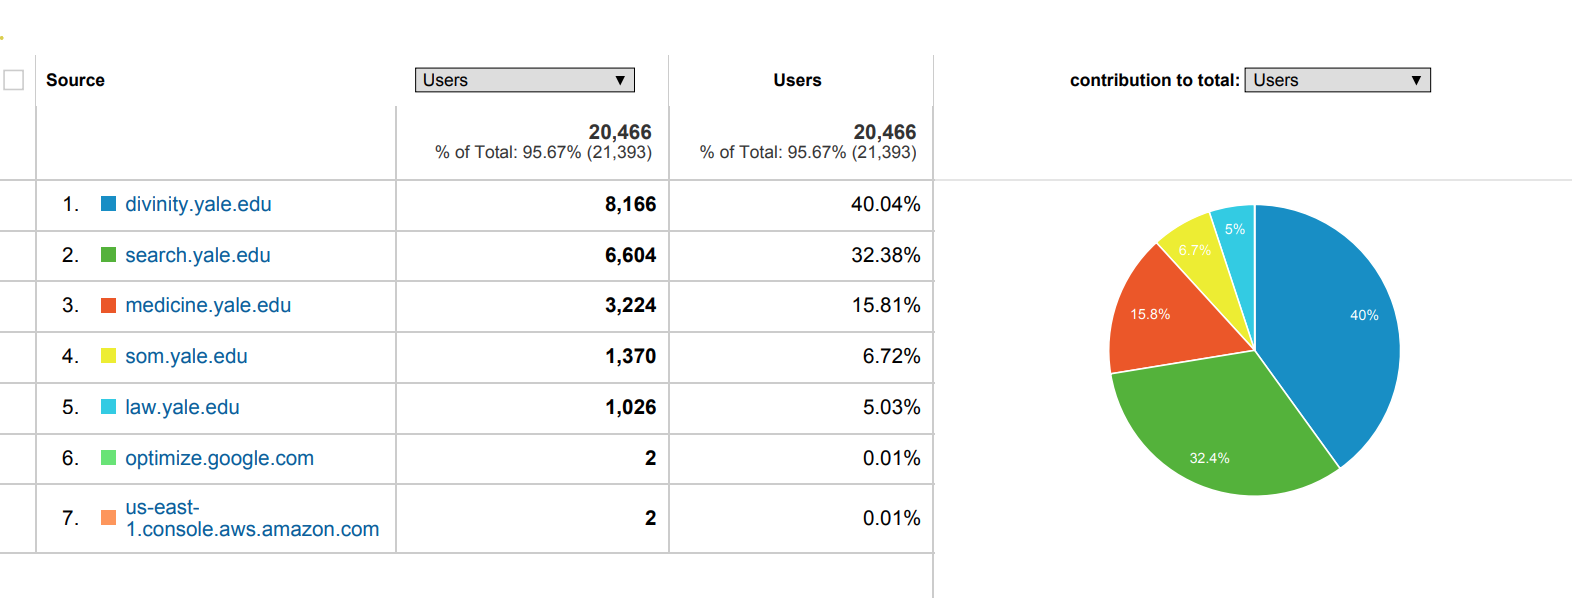 Source Users ▼ Users contribution to total: Users ▼
20,466 20,466
% of Total: 95.67% (21,393) % of Total: 95.67% (21,393)
1. divinity.yale.edu 8,166 40.04%
2. search.yale.edu 6,604 32.38%
3. medicine.yale.edu 3,224 15.81%
4. som.yale.edu 1,370 6.72%
5. law.yale.edu 1,026 5.03%
6. optimize.google.com 2 0.01%
7. us-east-
1.console.aws.amazon.com 2 0.01%
5%
6.7%
15.8%
40%
32.4%